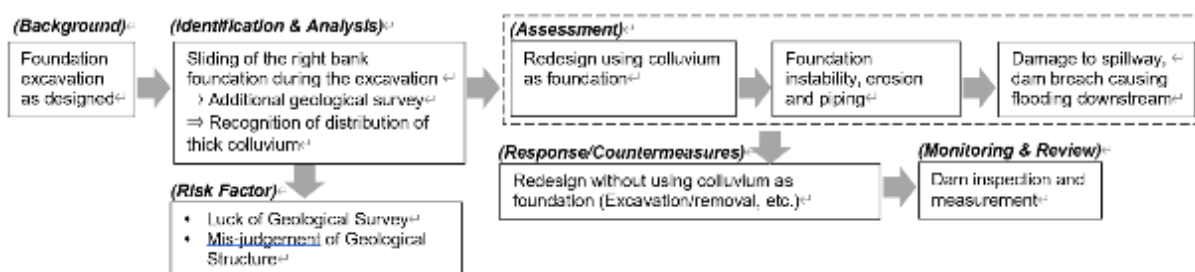 (Background)
Foundation
excavation
as designed
(Identification & Analysis)
Sliding of the right bank
foundation during the excavation
› Additional geological survey
⇒ Recognition of distribution of
thick colluvium
(Risk Factor)
• Luck of Geological Survey
• Mis-judgement of Geological
Structure
(Assessment)
Redesign using colluvium
as foundation
Foundation
instability, erosion
and piping
Damage to spillway,
dam breach causing
flooding downstream
(Response/Countermeasures)
Redesign without using colluvium as
foundation (Excavation/removal, etc.)
(Monitoring & Review)
Dam inspection and
measurement